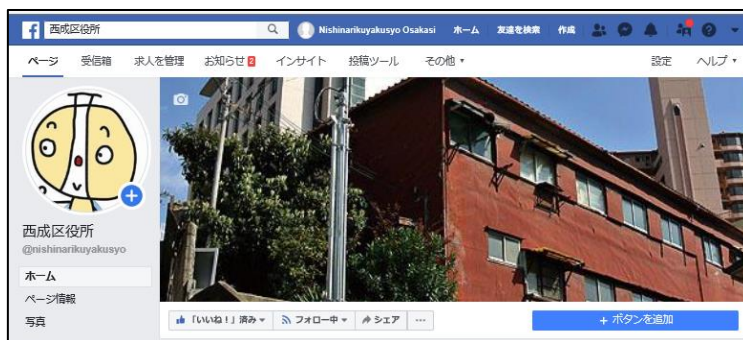 西成区役所
Nishinarikuyakusyo Osakasi ホーム 友達を検索 作成
ページ 受信箱 求人を管理 お知らせ 2 インサイト 投稿ツール その他 設定 ヘルプ
西成区役所
@nishinarikuyakusyo
ホーム
ページ情報
写真
「いいね！」済み フォロー中 シェア … + ボタンを追加